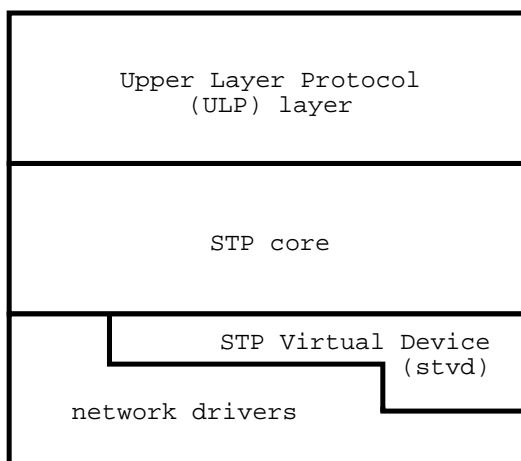 Upper Layer Protocol
(ULP) layer
STP core
STP Virtual Device
(stvd)
network drivers